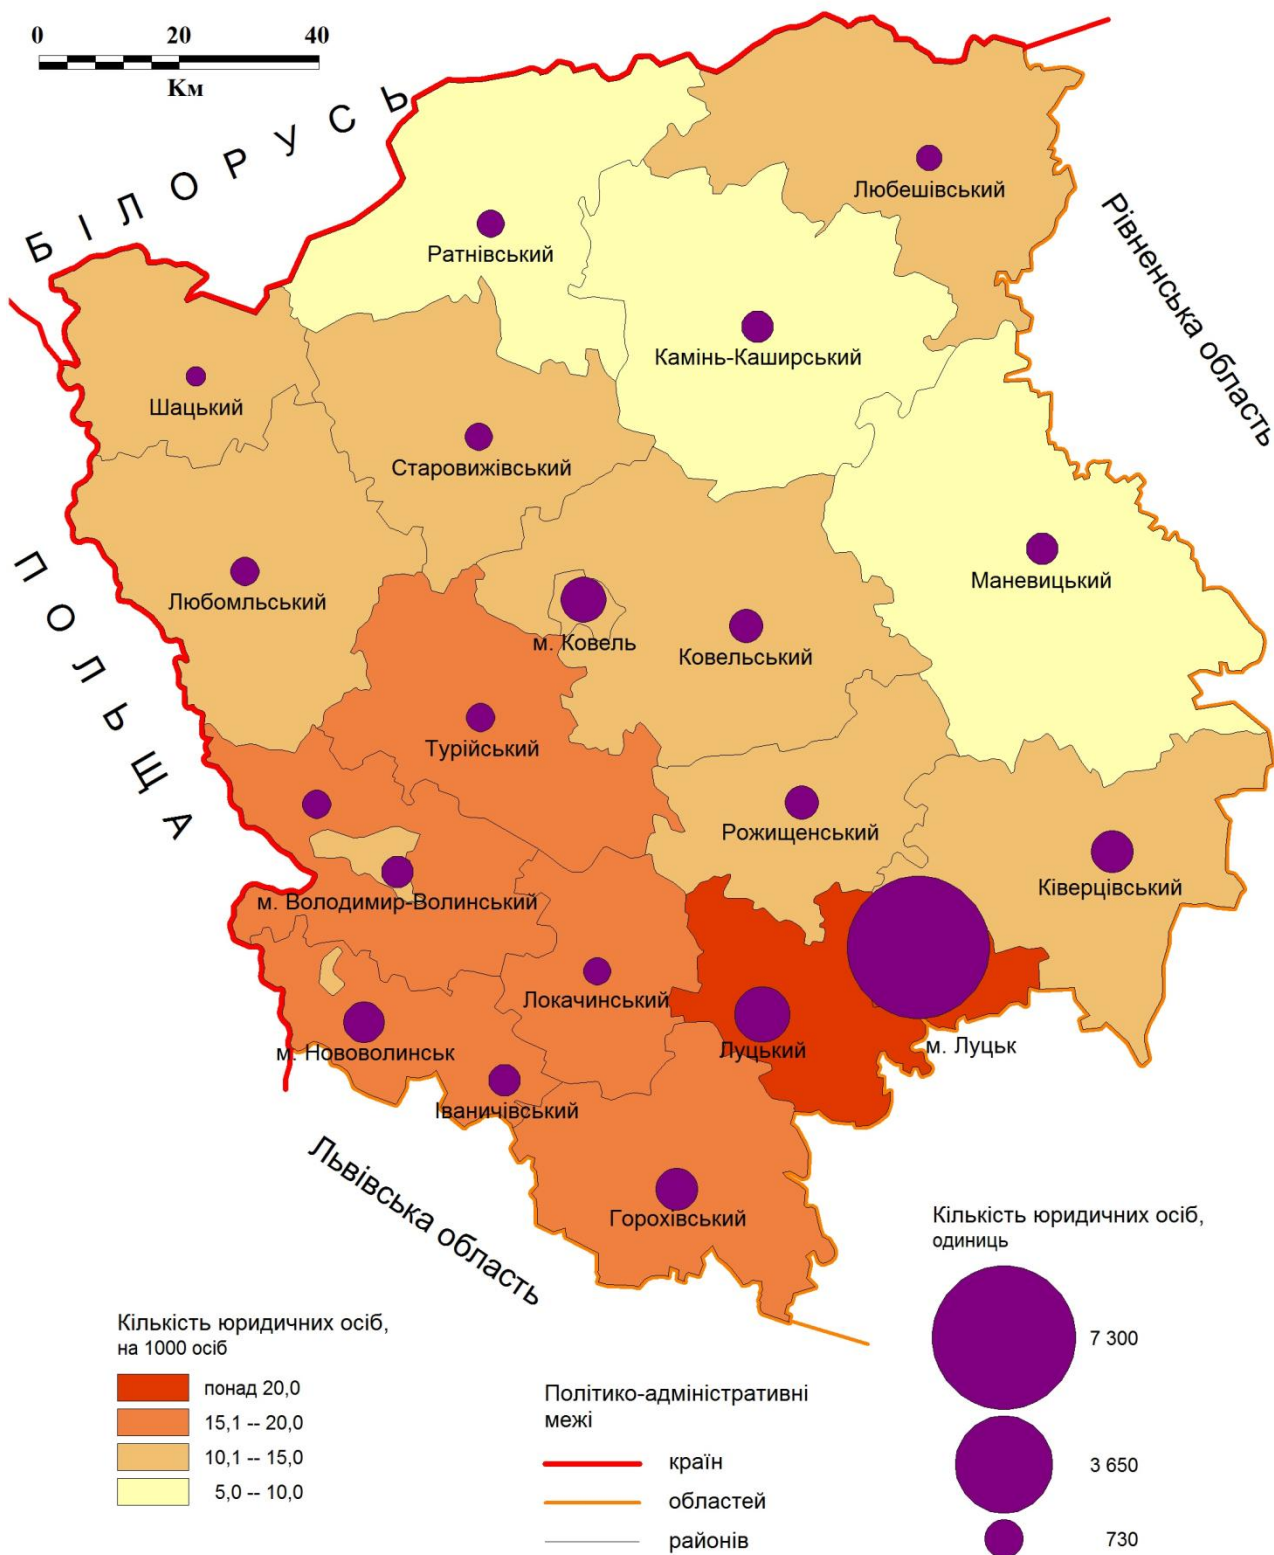 0 20 40
Км
БІЛОРУСЬ
Любешівський
Ратнівський
Рівненська область
Камінь-Каширський
Шацький
Старовижівський
ПОЛЬЩА
Любомльський
Маневицький
м. Ковель
Ковельський
Турійський
Рожищенський
Ківерцівський
м. Володимир-Волинський
Локачинський
м. Нововолинськ
Луцький
м. Луцьк
Іваничівський
Львівська область
Горохівський
Кількість юридичних осіб,
одиниць
7 300
3 650
730
Кількість юридичних осіб,
на 1000 осіб
понад 20,0
15,1 -- 20,0
10,1 -- 15,0
5,0 -- 10,0
Політико-адміністративні
межі
країн
областей
районів